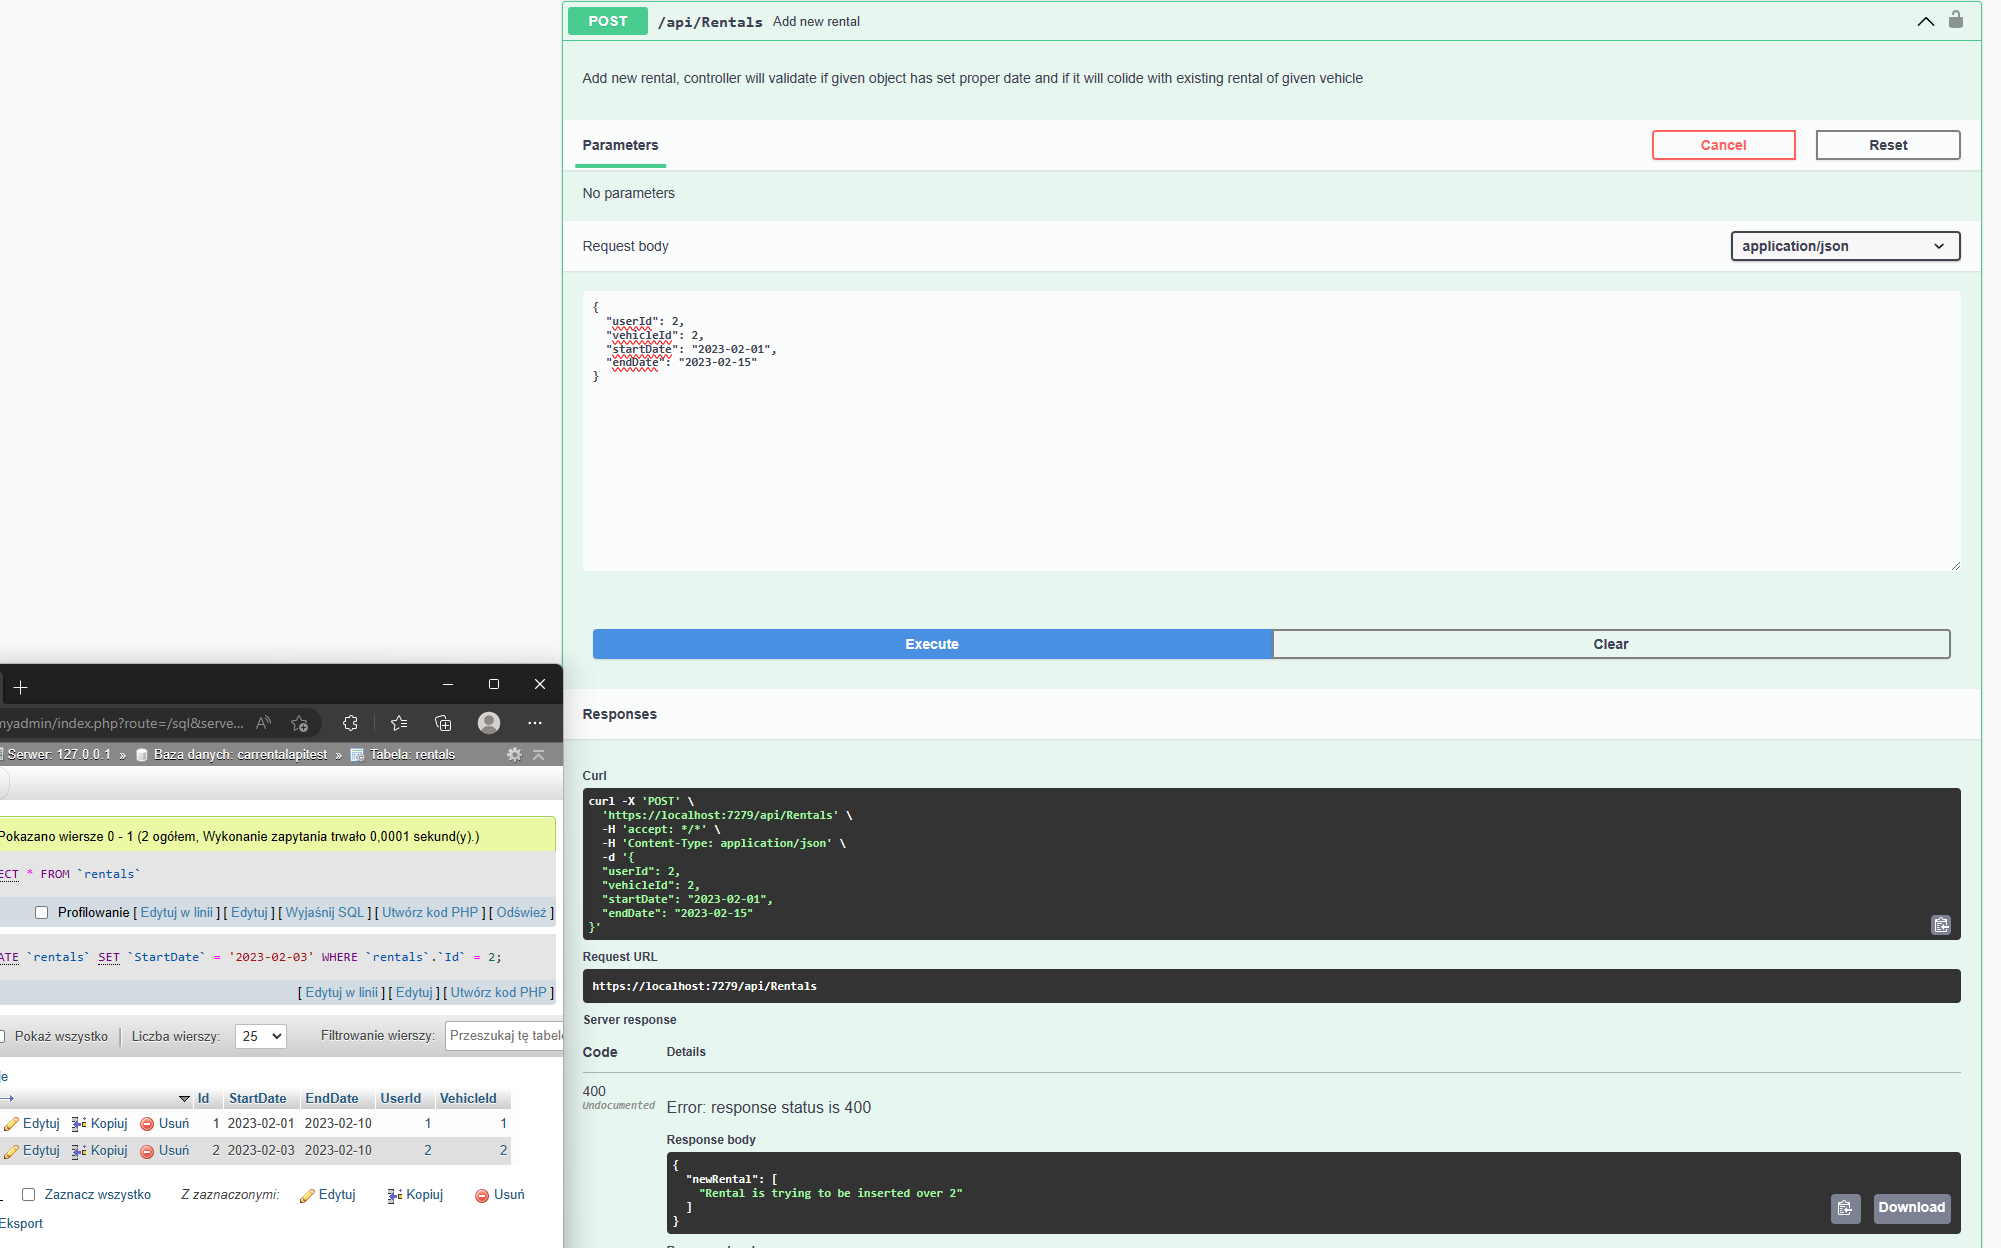 POST /api/Rentals Add new rental
Add new rental, controller will validate if given object has set proper date and if it will colide with existing rental of given vehicle
Parameters
Cancel
Reset
No parameters
Request body
application/json
{
"userId": 2,
"vehicleId": 2,
"startDate": "2023-02-01",
"endDate": "2023-02-15"
}
Execute
Clear
Responses
Curl
curl -X 'POST' \
'https://localhost:7279/api/Rentals' \
-H 'accept: */*' \
-H 'Content-Type: application/json' \
-d '{
"userId": 2,
"vehicleId": 2,
"startDate": "2023-02-01",
"endDate": "2023-02-15"
}'
Request URL
https://localhost:7279/api/Rentals
Server response
Code Details
400
Undocumented
Error: response status is 400
Response body
{
"newRental": [
"Rental is trying to be inserted over 2"
]
}
Download
myadmin/index.php?route=/sql&serve...
Serwer: 127.0.0.1 » Baza danych: carrentalapitest » Tabela: rentals
Pokazano wiersze 0 - 1 (2 ogółem, Wykonanie zapytania trwało 0,0001 sekund(y).)
ECT * FROM `rentals`
Profilowanie [ Edytuj w linii ] [ Edytuj ] [ Wyjaśnij SQL ] [ Utwórz kod PHP ] [ Odśwież ]
ATE `rentals` SET `StartDate` = '2023-02-03' WHERE `rentals`.`Id` = 2;
[ Edytuj w linii ] [ Edytuj ] [ Utwórz kod PHP ]
Pokaż wszystko | Liczba wierszy: 25 Filtrowanie wierszy: Przeszukaj tę tabelę
je
Id StartDate EndDate UserId VehicleId
Edytuj Kopiuj Usuń 1 2023-02-01 2023-02-10 1 1
Edytuj Kopiuj Usuń 2 2023-02-03 2023-02-10 2 2
Zaznacz wszystko Z zaznaczonymi: Edytuj Kopiuj Usuń
Eksport